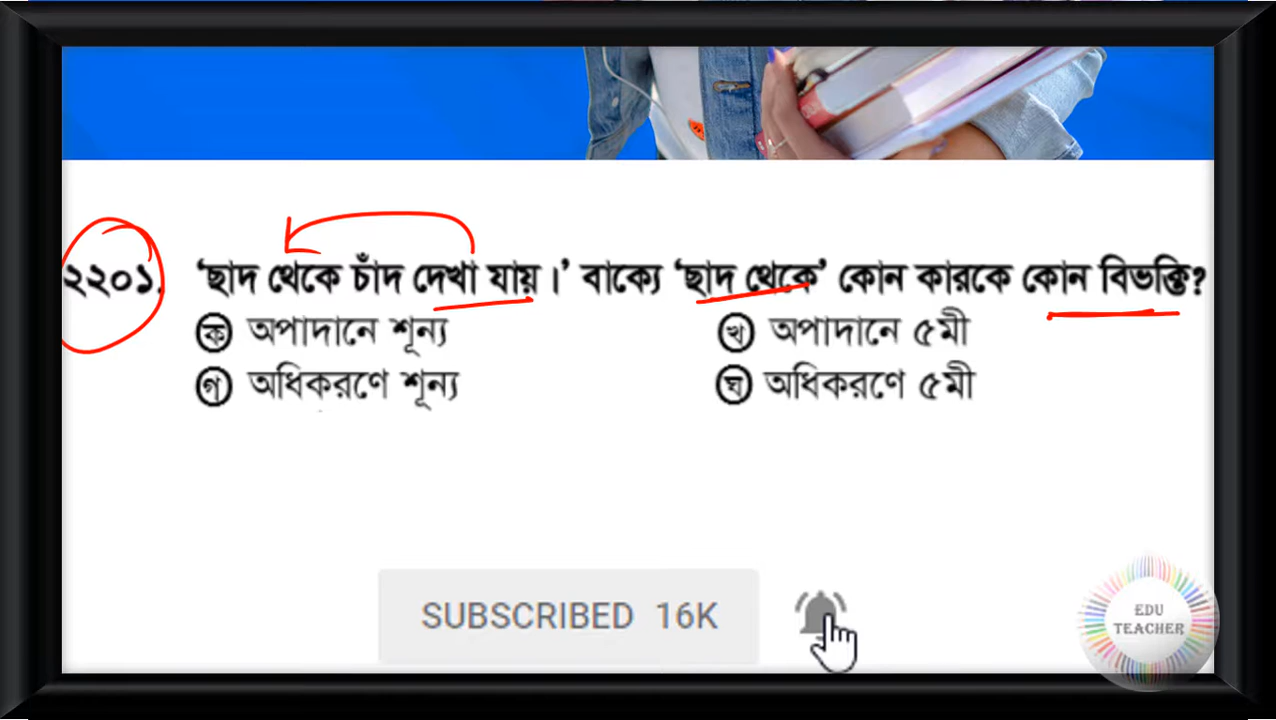 ২২০১. ‘ছাদ থেকে চাঁদ দেখা যায়।’ বাক্যে ‘ছাদ থেকে’ কোন কারকে কোন বিভক্তি?
ক অপাদানে শূন্য খ অপাদানে ৫মী
গ অধিকরণে শূন্য ঘ অধিকরণে ৫মী
SUBSCRIBED 16K
EDU
TEACHER